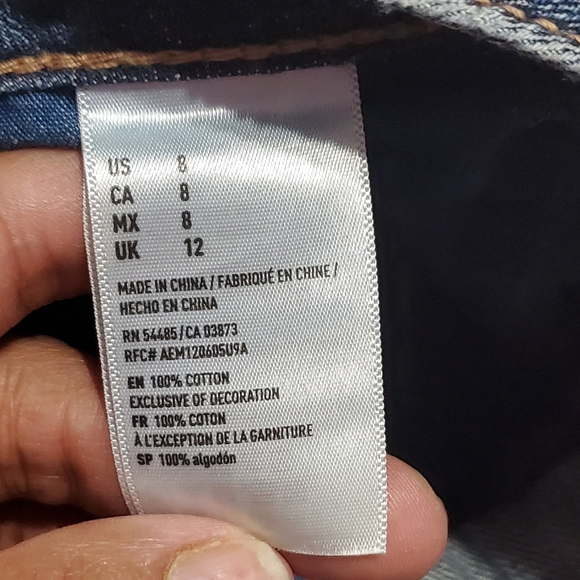 US 8
CA 8
MX 8
UK 12
MADE IN CHINA / FABRIQUÉ EN CHINE /
HECHO EN CHINA
RN 54485 / CA 03873
RFC# AEM120605U9A
EN 100% COTTON
EXCLUSIVE OF DECORATION
FR 100% COTON
À L'EXCEPTION DE LA GARNITURE
SP 100% algodón